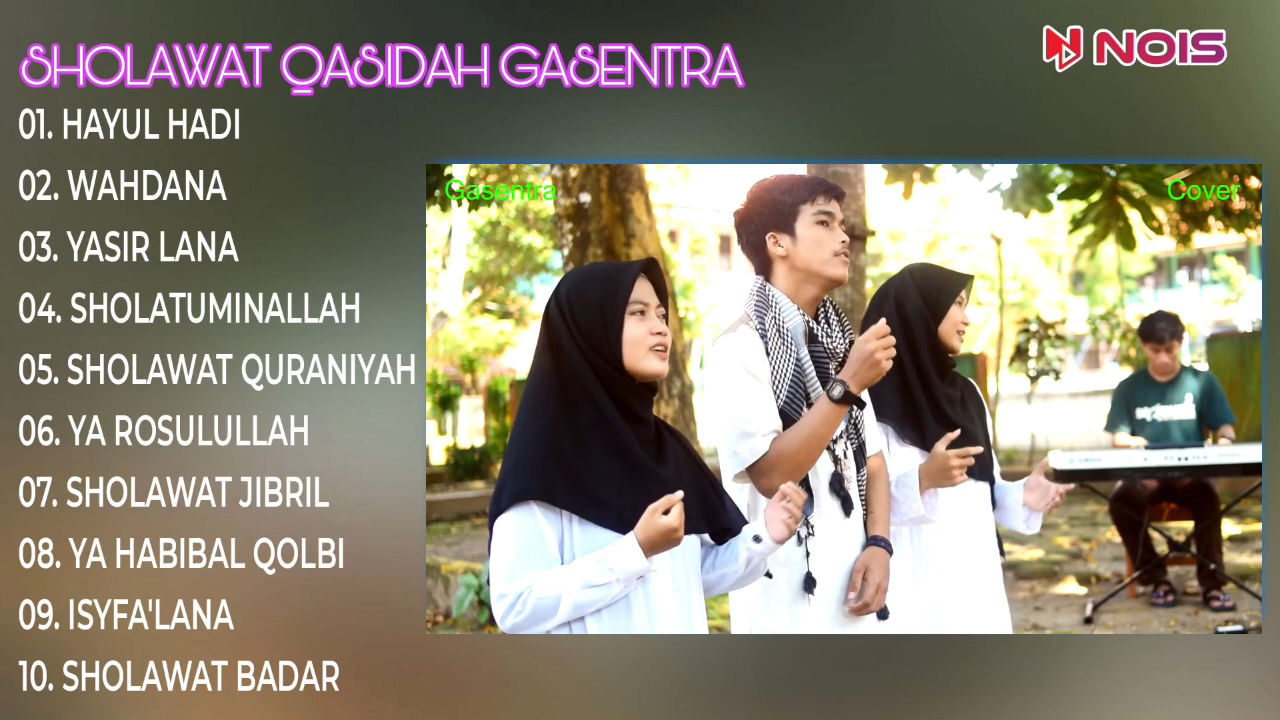 SHOLAWAT QASIDAH GASENTRA
NOIS
01. HAYUL HADI
02. WAHDANA
03. YASIR LANA
04. SHOLATUMINALLAH
05. SHOLAWAT QURANIYAH
06. YA ROSULULLAH
07. SHOLAWAT JIBRIL
08. YA HABIBAL QOLBI
09. ISYFA'LANA
10. SHOLAWAT BADAR
Gasentra
Cover